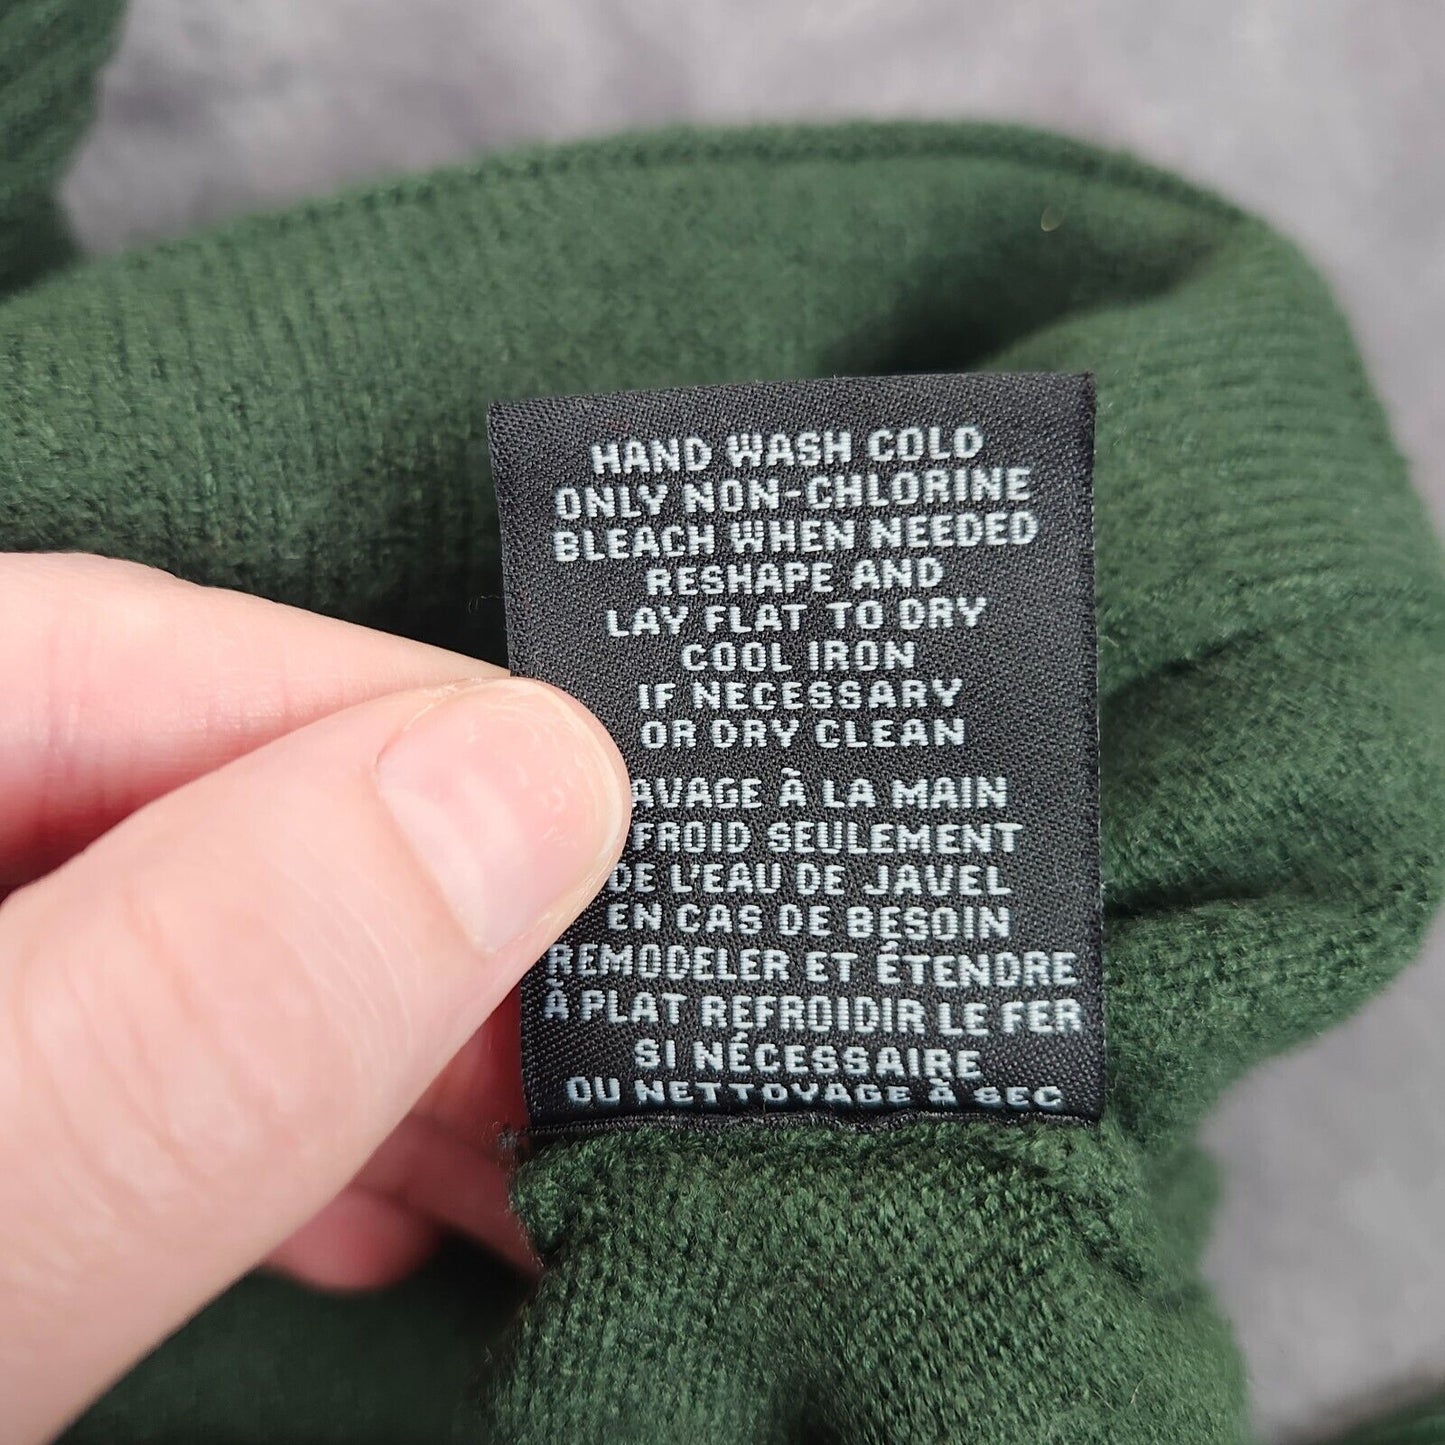 HAND WASH COLD
ONLY NON-CHLORINE
BLEACH WHEN NEEDED
RESHAPE AND
LAY FLAT TO DRY
COOL IRON
IF NECESSARY
OR DRY CLEAN
AVAGE À LA MAIN
FROID SEULEMENT
DE L'EAU DE JAVEL
EN CAS DE BESOIN
REMODELER ET ÉTENDRE
À PLAT REFROIDIR LE FER
SI NÉCESSAIRE
OU NETTOYAGE À SEC